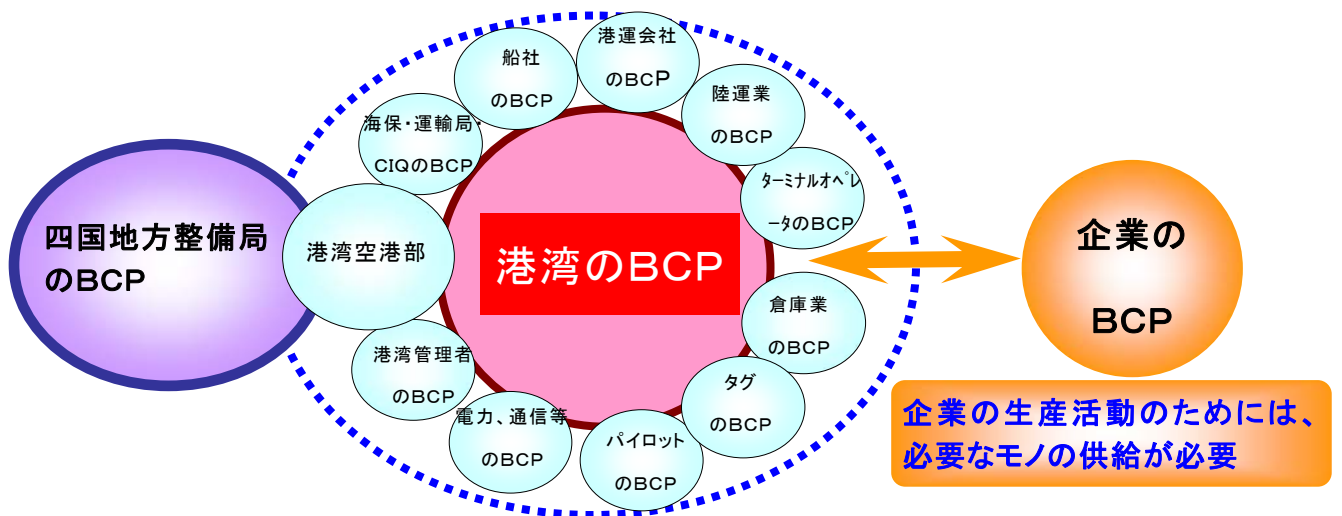 四国地方整備局
のBCP
港湾空港部
海保・運輸局・
CIQのBCP
船社
のBCP
港運会社
のBCP
陸運業
のBCP
ターミナルオペレ
ータのBCP
倉庫業
のBCP
タグ
のBCP
パイロット
のBCP
電力、通信等
のBCP
港湾管理者
のBCP
港湾のBCP
企業の
BCP
企業の生産活動のためには、
必要なモノの供給が必要